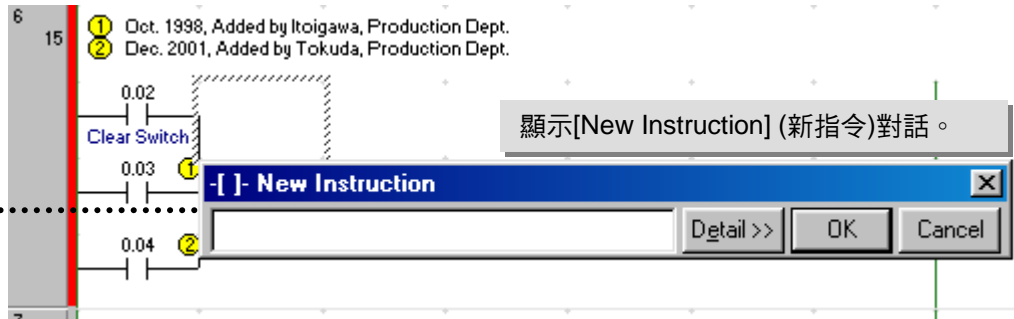 6
15
1 Oct. 1998, Added by Itoigawa, Production Dept.
2 Dec. 2001, Added by Tokuda, Production Dept.
0.02
Clear Switch
顯示[New Instruction] (新指令)對話。
0.03 1
-[ ]- New Instruction
Detail >> OK Cancel
0.04 2
7